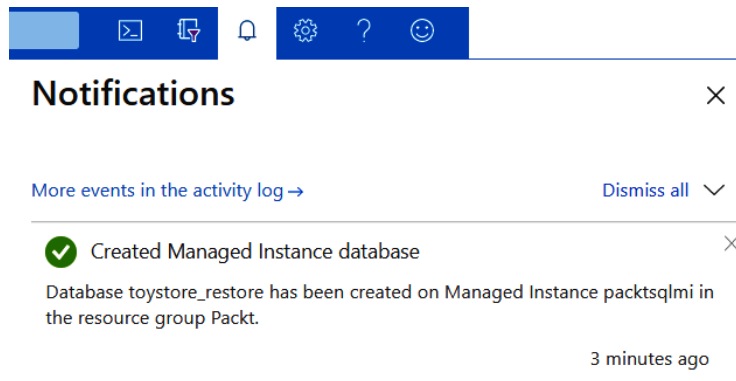 Notifications
More events in the activity log →
Dismiss all
Created Managed Instance database
Database toystore_restore has been created on Managed Instance packtsqlmi in
the resource group Packt.
3 minutes ago